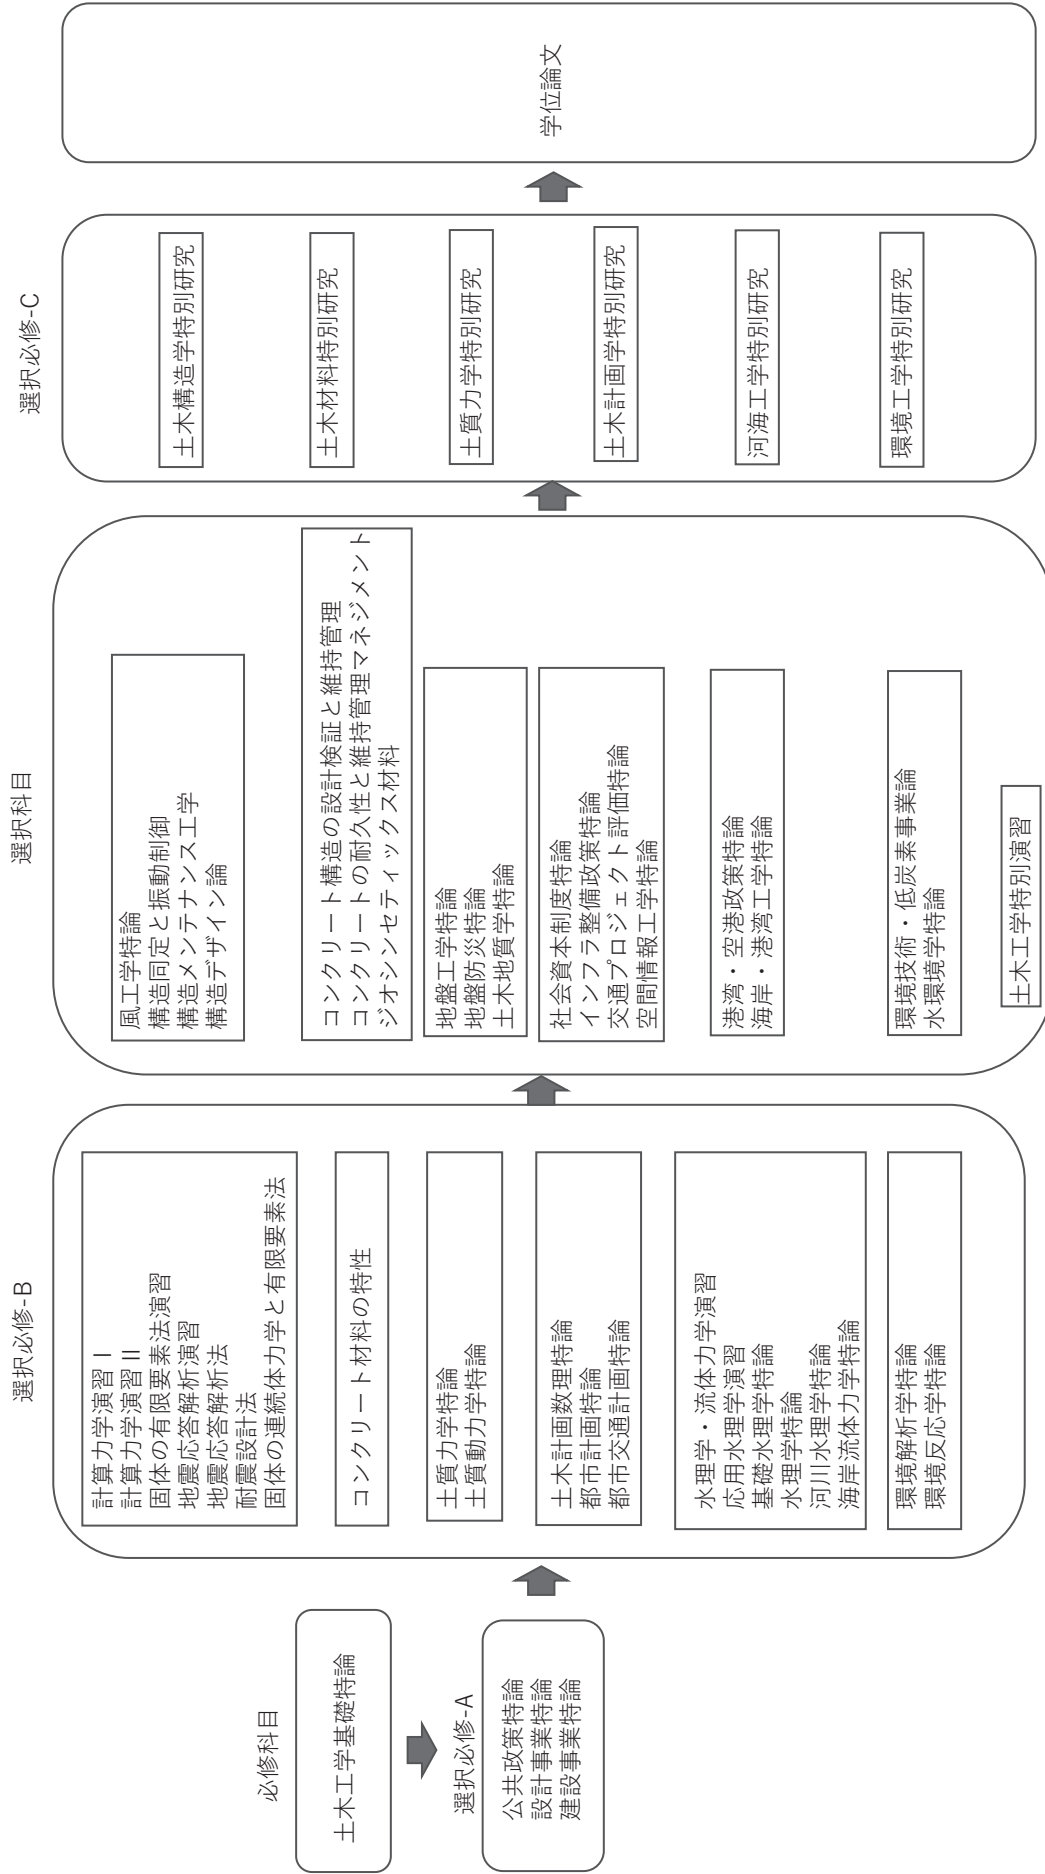 必修科目
土木工学基礎特論
選択必修-A
公共政策特論
設計事業特論
建設事業特論
選択必修-B
計算力学演習Ⅰ
計算力学演習Ⅱ
固体の有限要素法演習
地震応答解析演習
地震応答解析法
耐震設計法
固体の連続体力学と有限要素法
コンクリート材料の特性
土質力学特論
土質動力学特論
土木計画数理特論
都市計画特論
都市交通計画特論
水理学・流体力学演習
応用水理学演習
基礎水理学特論
水理学特論
河川水理学特論
海岸流体力学特論
環境解析学特論
環境反応学特論
選択科目
風工学特論
構造同定と振動制御
構造メンテナンス工学
構造デザイン論
コンクリート構造の設計検証と維持管理
コンクリートの耐久性と維持管理マネジメント
ジオシンセティックス材料
地盤工学特論
地盤防災特論
土木地質学特論
社会資本制度特論
インフラ整備政策特論
交通プロジェクト評価特論
空間情報工学特論
港湾・空港政策特論
海岸・港湾工学特論
環境技術・低炭素事業論
水環境学特論
土木工学特別演習
選択必修-C
土木構造学特別研究
土木材料特別研究
土質力学特別研究
土木計画学特別研究
河海工学特別研究
環境工学特別研究
学位論文